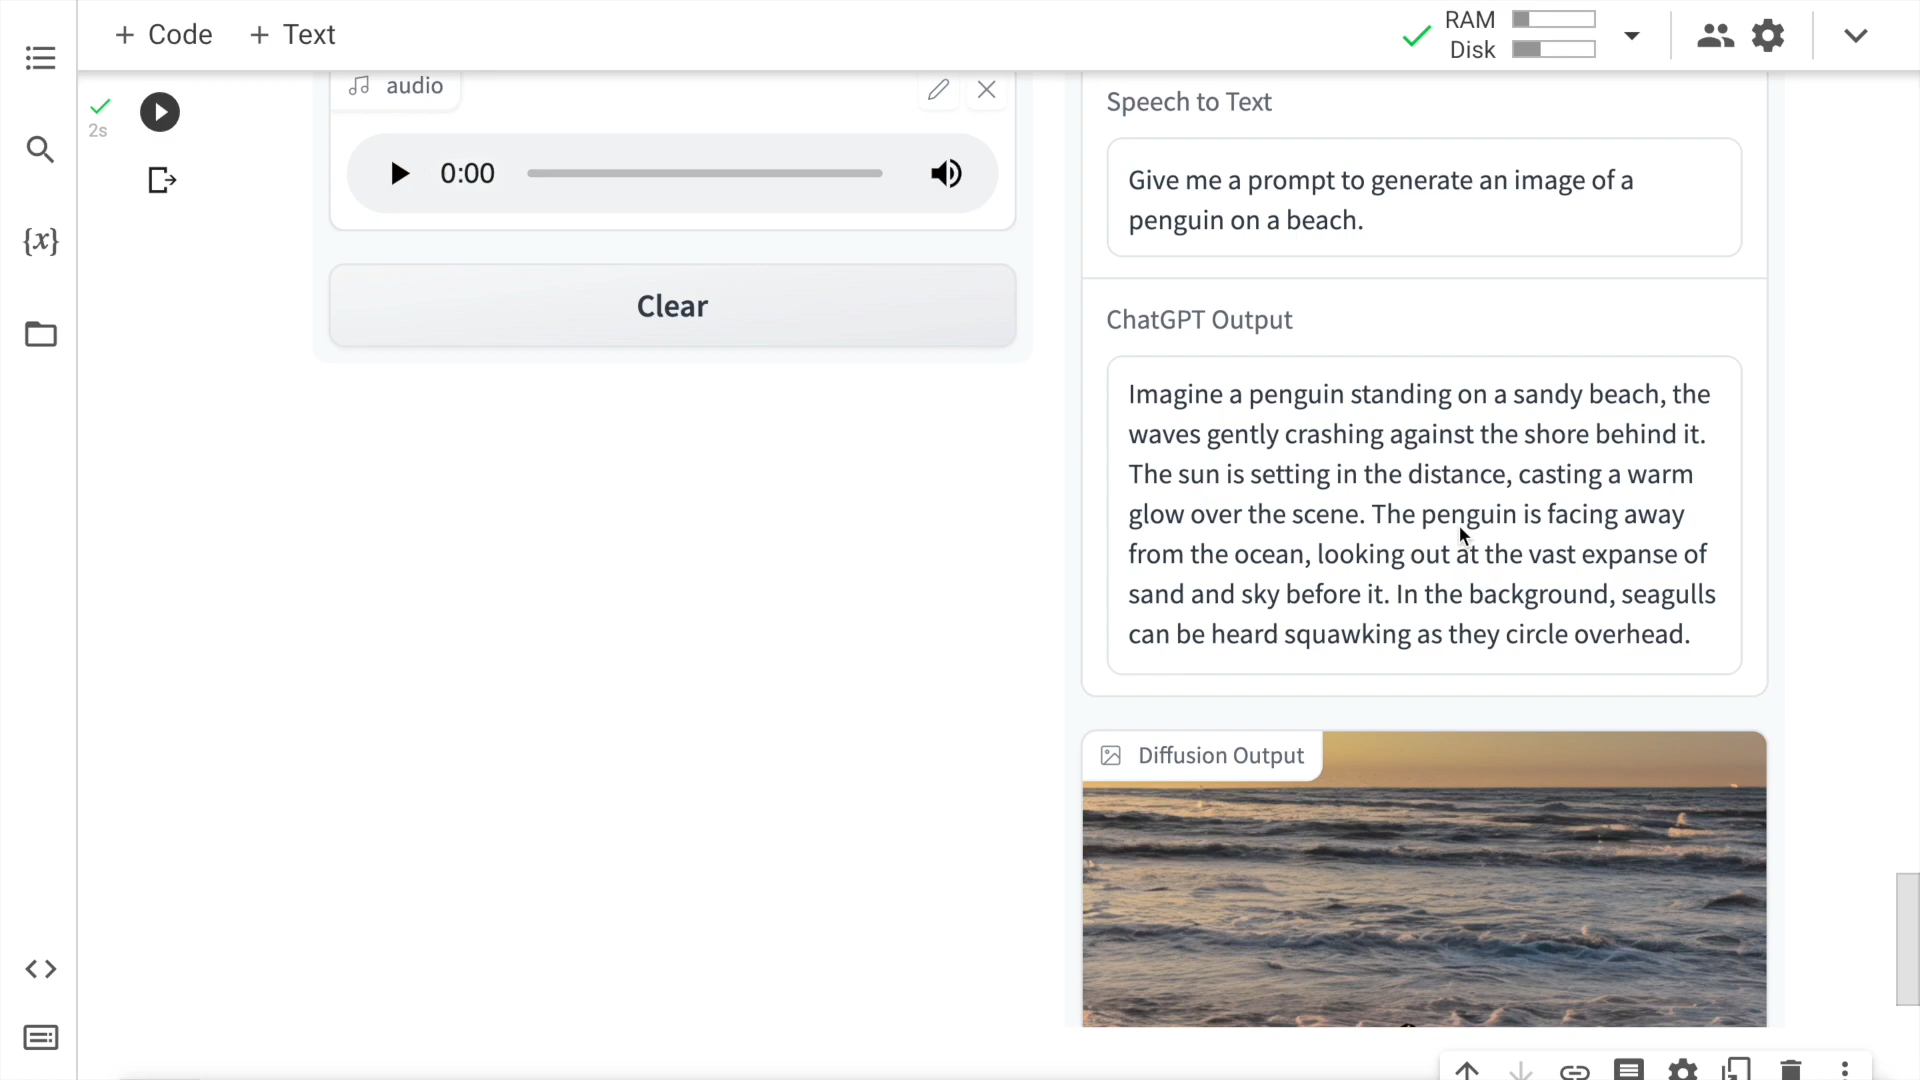 + Code + Text
RAM
Disk
audio
2s
0:00
Clear
{x}
Speech to Text
Give me a prompt to generate an image of a
penguin on a beach.
ChatGPT Output
Imagine a penguin standing on a sandy beach, the
waves gently crashing against the shore behind it.
The sun is setting in the distance, casting a warm
glow over the scene. The penguin is facing away
from the ocean, looking out at the vast expanse of
sand and sky before it. In the background, seagulls
can be heard squawking as they circle overhead.
Diffusion Output